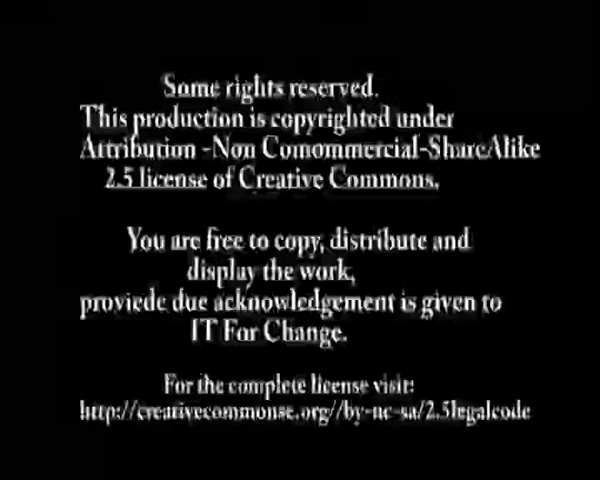 Some rights reserved.
This production is copyrighted under
Attribution -Non Comommercial-ShareAlike
2.5 license of Creative Commons.
You are free to copy, distribute and
display the work,
proviede due acknowledgement is given to
IT For Change.
For the complete license visit:
http://creativecommonse.org//by-nc-sa/2.5legalcode